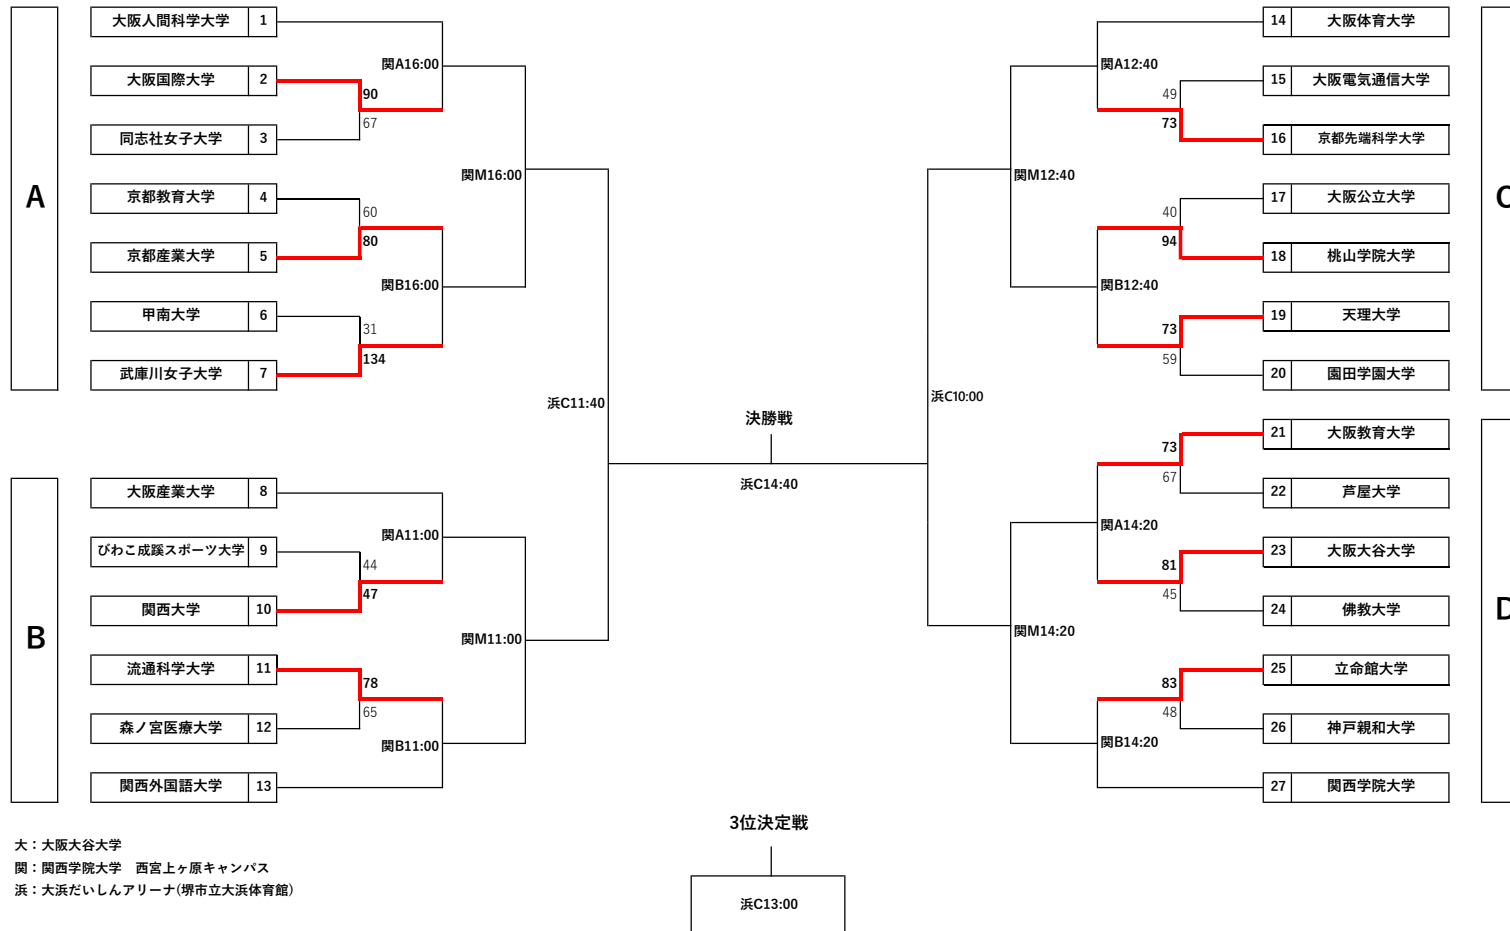 A
大阪人間科学大学 1
大阪国際大学 2
同志社女子大学 3
京都教育大学 4
京都産業大学 5
甲南大学 6
武庫川女子大学 7
関A16:00
90
67
60
80
関B16:00
31
134
関M16:00
B
大阪産業大学 8
びわこ成蹊スポーツ大学 9
関西大学 10
流通科学大学 11
森ノ宮医療大学 12
関西外国語大学 13
関A11:00
44
47
78
65
関B11:00
関M11:00
浜C11:40
決勝戦
浜C14:40
浜C10:00
C
14 大阪体育大学
15 大阪電気通信大学
16 京都先端科学大学
17 大阪公立大学
18 桃山学院大学
19 天理大学
20 園田学園大学
関A12:40
49
73
40
94
関B12:40
73
59
関M12:40
D
21 大阪教育大学
22 芦屋大学
23 大阪大谷大学
24 佛教大学
25 立命館大学
26 神戸親和大学
27 関西学院大学
73
67
関A14:20
81
45
83
48
関B14:20
関M14:20
3位決定戦
浜C13:00
大：大阪大谷大学
関：関西学院大学　西宮上ヶ原キャンパス
浜：大浜だいしんアリーナ(堺市立大浜体育館)